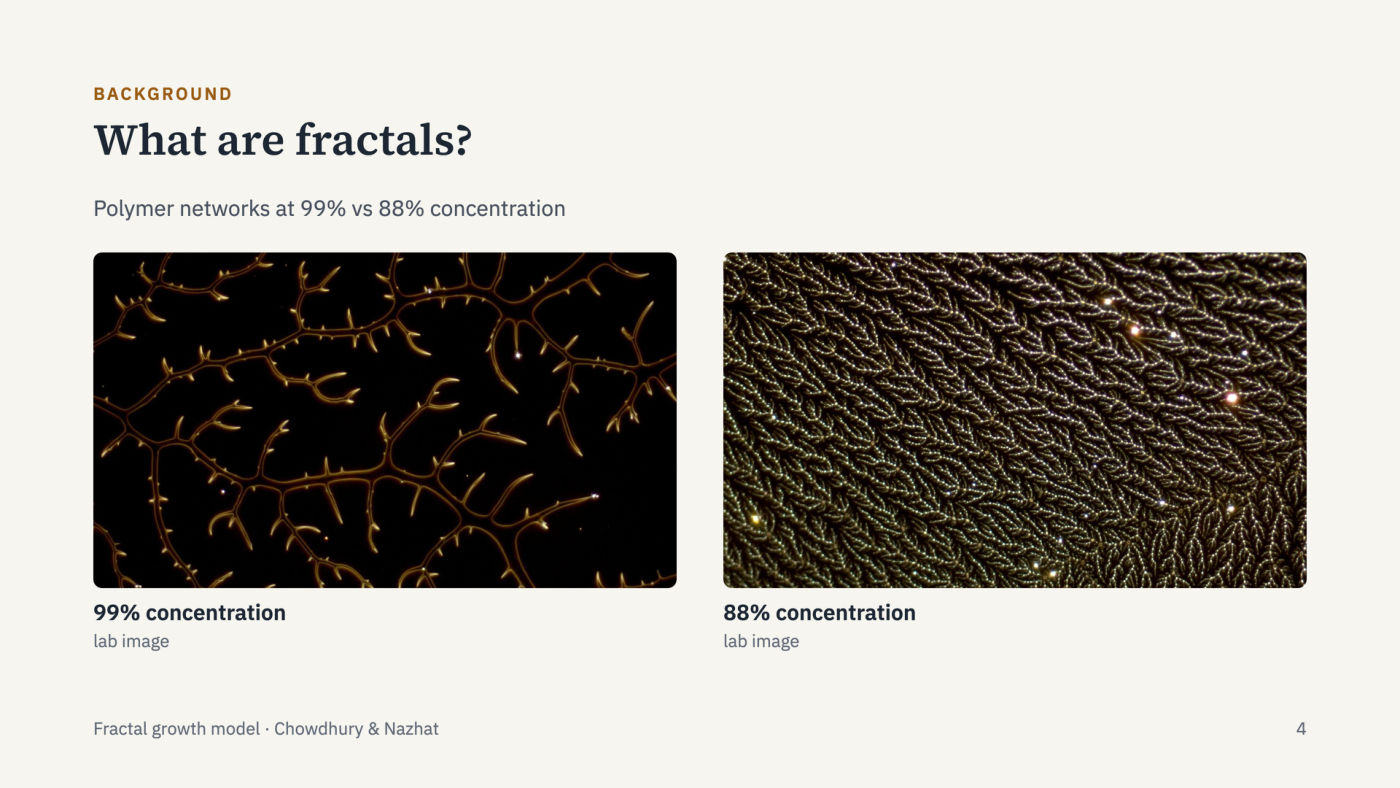 BACKGROUND
What are fractals?
Polymer networks at 99% vs 88% concentration
99% concentration
lab image
88% concentration
lab image
Fractal growth model · Chowdhury & Nazhat
4